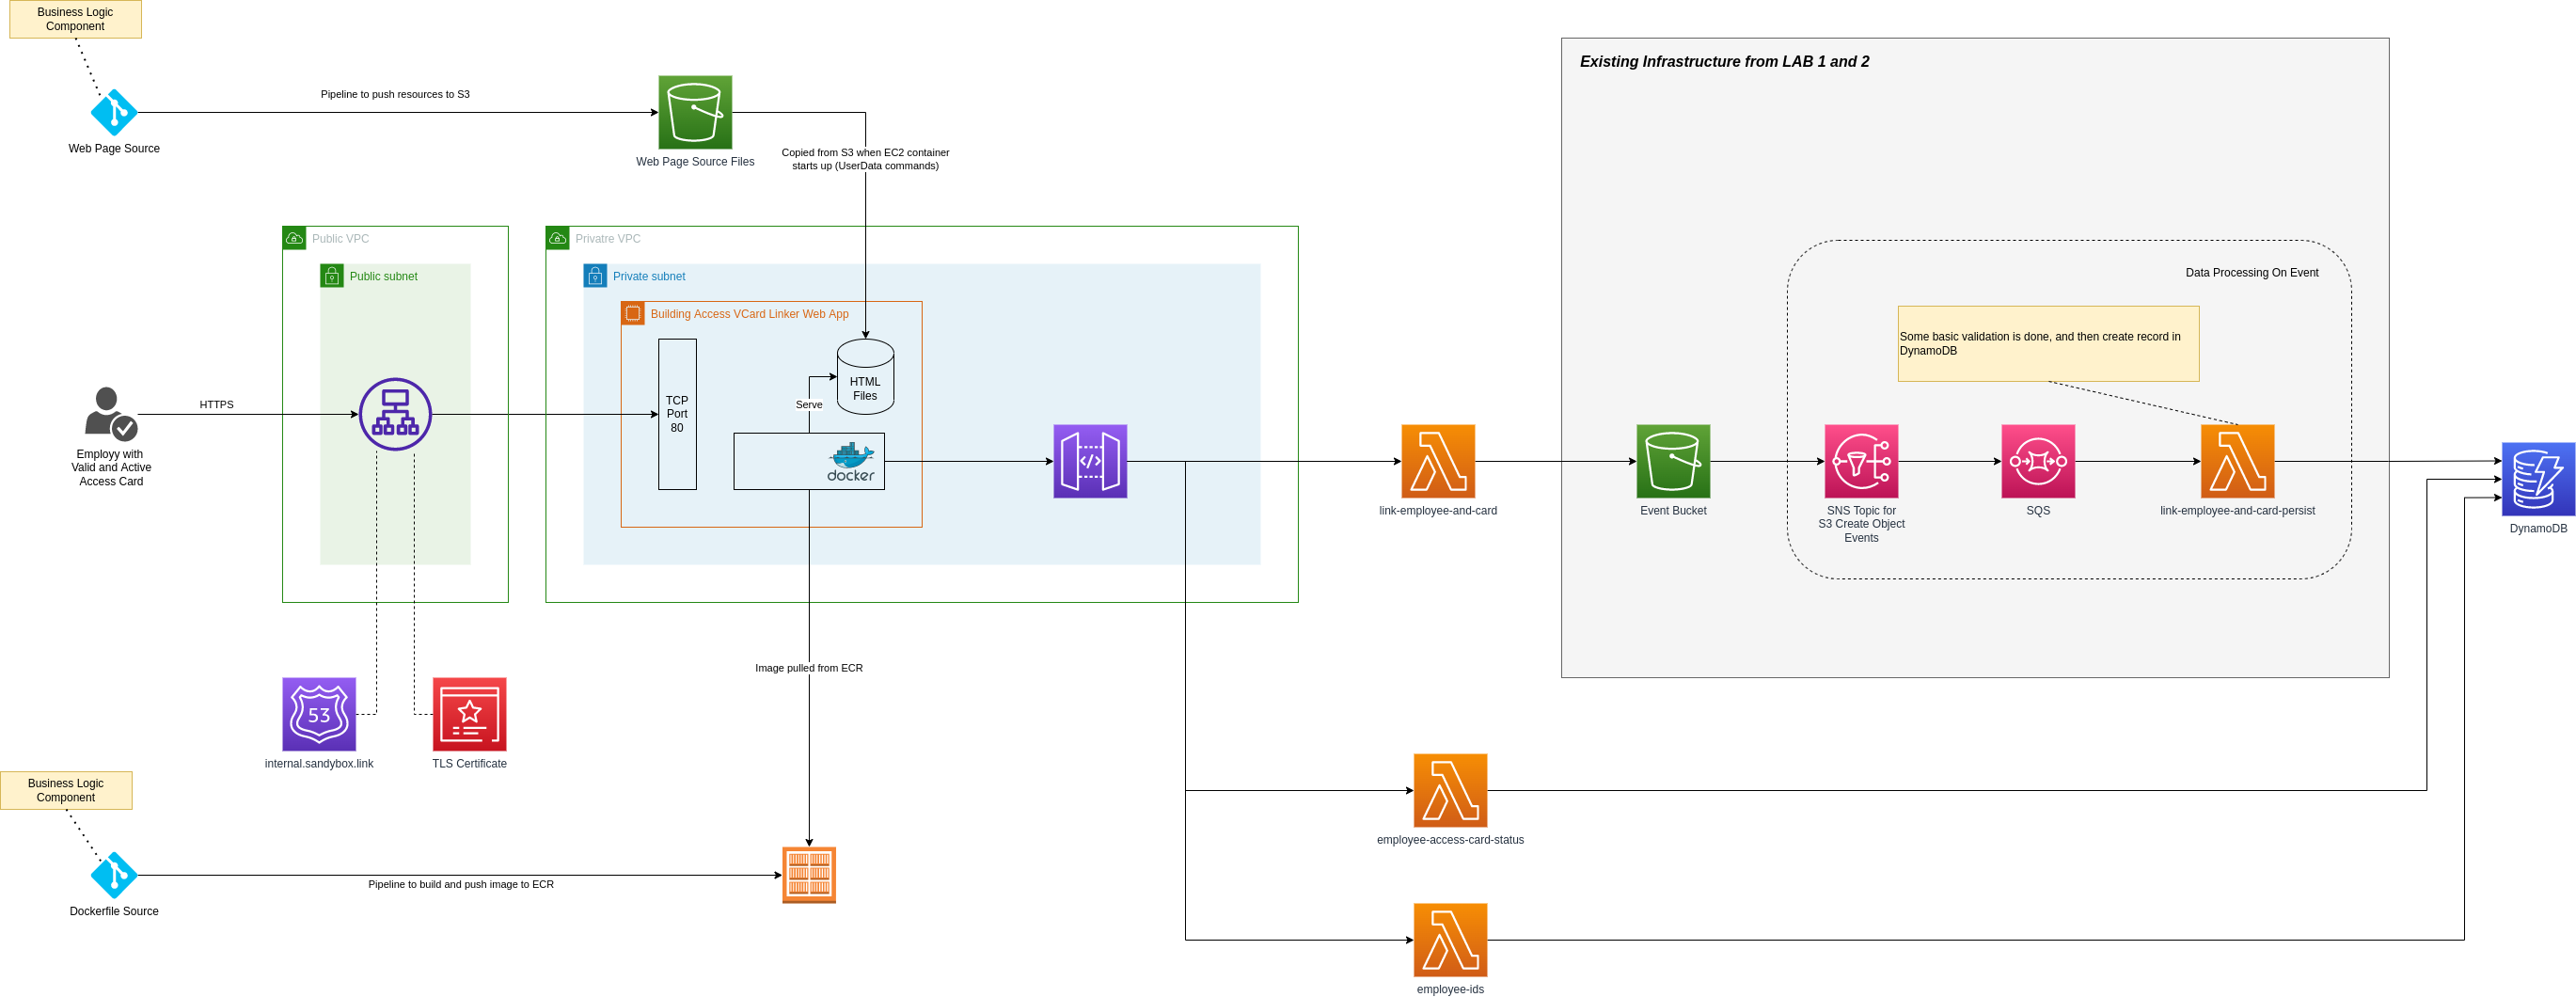 Business Logic
Component
Pipeline to push resources to S3
Web Page Source
Web Page Source Files
Copied from S3 when EC2 container
starts up (UserData commands)
Existing Infrastructure from LAB 1 and 2
Public VPC
Public subnet
Privatre VPC
Private subnet
Building Access VCard Linker Web App
TCP
Port
80
HTML
Files
Serve
docker
HTTPS
Employy with
Valid and Active
Access Card
link-employee-and-card
Data Processing On Event
Some basic validation is done, and then create record in
DynamoDB
Event Bucket
SNS Topic for
S3 Create Object
Events
SQS
link-employee-and-card-persist
DynamoDB
Image pulled from ECR
53
internal.sandybox.link
TLS Certificate
Business Logic
Component
Dockerfile Source
Pipeline to build and push image to ECR
employee-access-card-status
employee-ids